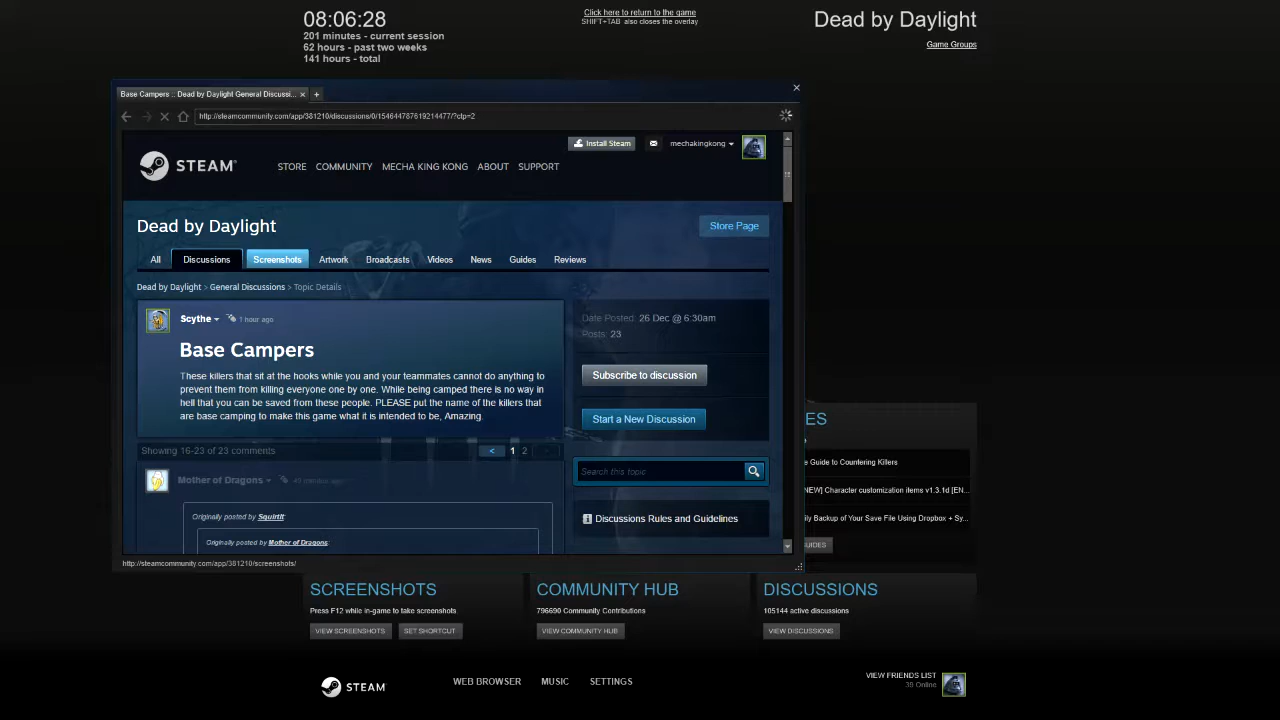 08:06:28
201 minutes - current session
62 hours - past two weeks
141 hours - total
Click here to return to the game
SHIFT+TAB also closes the overlay
Dead by Daylight
Game Groups
Base Campers :: Dead by Daylight General Discussi...
http://steamcommunity.com/app/381210/discussions/0/154644787619214477/?ctp=2
Install Steam
mechakingkong
STEAM
STORE COMMUNITY MECHA KING KONG ABOUT SUPPORT
Dead by Daylight
Store Page
All Discussions Screenshots Artwork Broadcasts Videos News Guides Reviews
Dead by Daylight > General Discussions > Topic Details
Scythe 1 hour ago
Base Campers
These killers that sit at the hooks while you and your teammates cannot do anything to
prevent them from killing everyone one by one. While being camped there is no way in
hell that you can be saved from these people. PLEASE put the name of the killers that
are base camping to make this game what it is intended to be, Amazing.
Date Posted: 26 Dec @ 6:30am
Posts: 23
Subscribe to discussion
Start a New Discussion
Showing 16-23 of 23 comments
< 1 2
Mother of Dragons
Originally posted by Squirtit:
Originally posted by Mother of Dragons:
Search this topic
Discussions Rules and Guidelines
http://steamcommunity.com/app/381210/screenshots/
ES
e Guide to Countering Killers
NEW] Character customization items v1.3.1d [EN...
ily Backup of Your Save File Using Dropbox + Sy...
GUIDES
SCREENSHOTS
Press F12 while in-game to take screenshots
VIEW SCREENSHOTS SET SHORTCUT
COMMUNITY HUB
796690 Community Contributions
VIEW COMMUNITY HUB
DISCUSSIONS
105144 active discussions
VIEW DISCUSSIONS
STEAM
WEB BROWSER MUSIC SETTINGS
VIEW FRIENDS LIST
39 Online